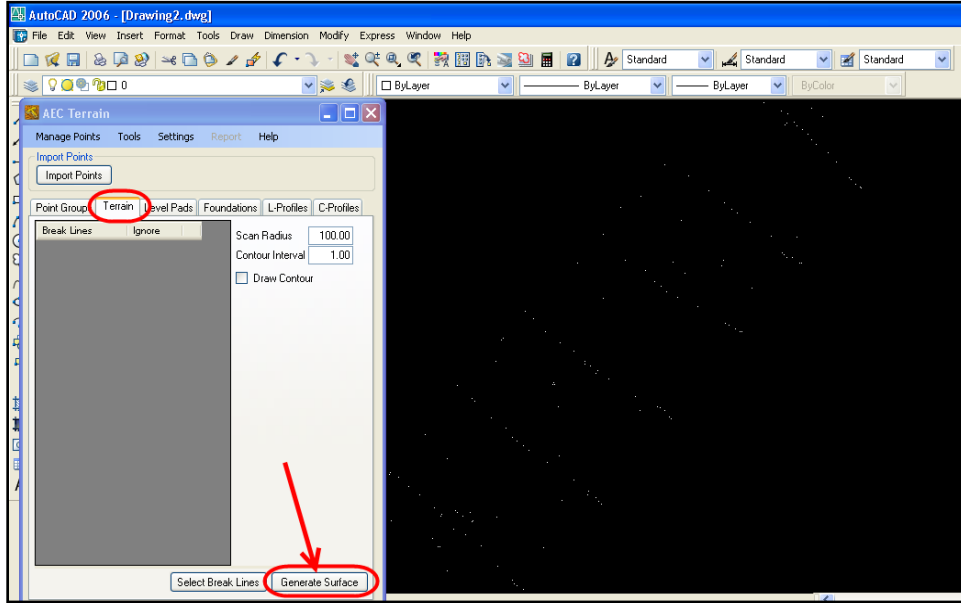 AutoCAD 2006 - [Drawing2.dwg]
File Edit View Insert Format Tools Draw Dimension Modify Express Window Help
Standard Standard Standard
0 ByLayer ByLayer ByLayer ByColor
AEC Terrain
Manage Points Tools Settings Report Help
Import Points
Import Points
Point Group Terrain Level Pads Foundations L-Profiles C-Profiles
Break Lines Ignore
Scan Radius 100.00
Contour Interval 1.00
Draw Contour
Select Break Lines Generate Surface